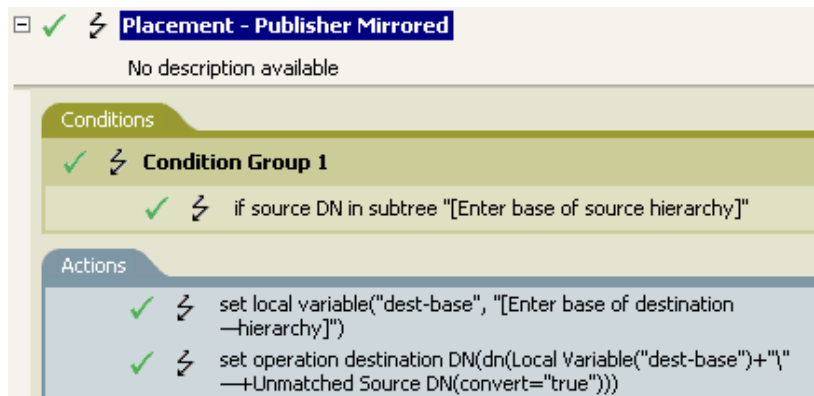 Placement - Publisher Mirrored
No description available
Conditions
Condition Group 1
if source DN in subtree "[Enter base of source hierarchy]"
Actions
set local variable("dest-base", "[Enter base of destination
—hierarchy]")
set operation destination DN(dn(Local Variable("dest-base")+"\"
—+Unmatched Source DN(convert="true")))